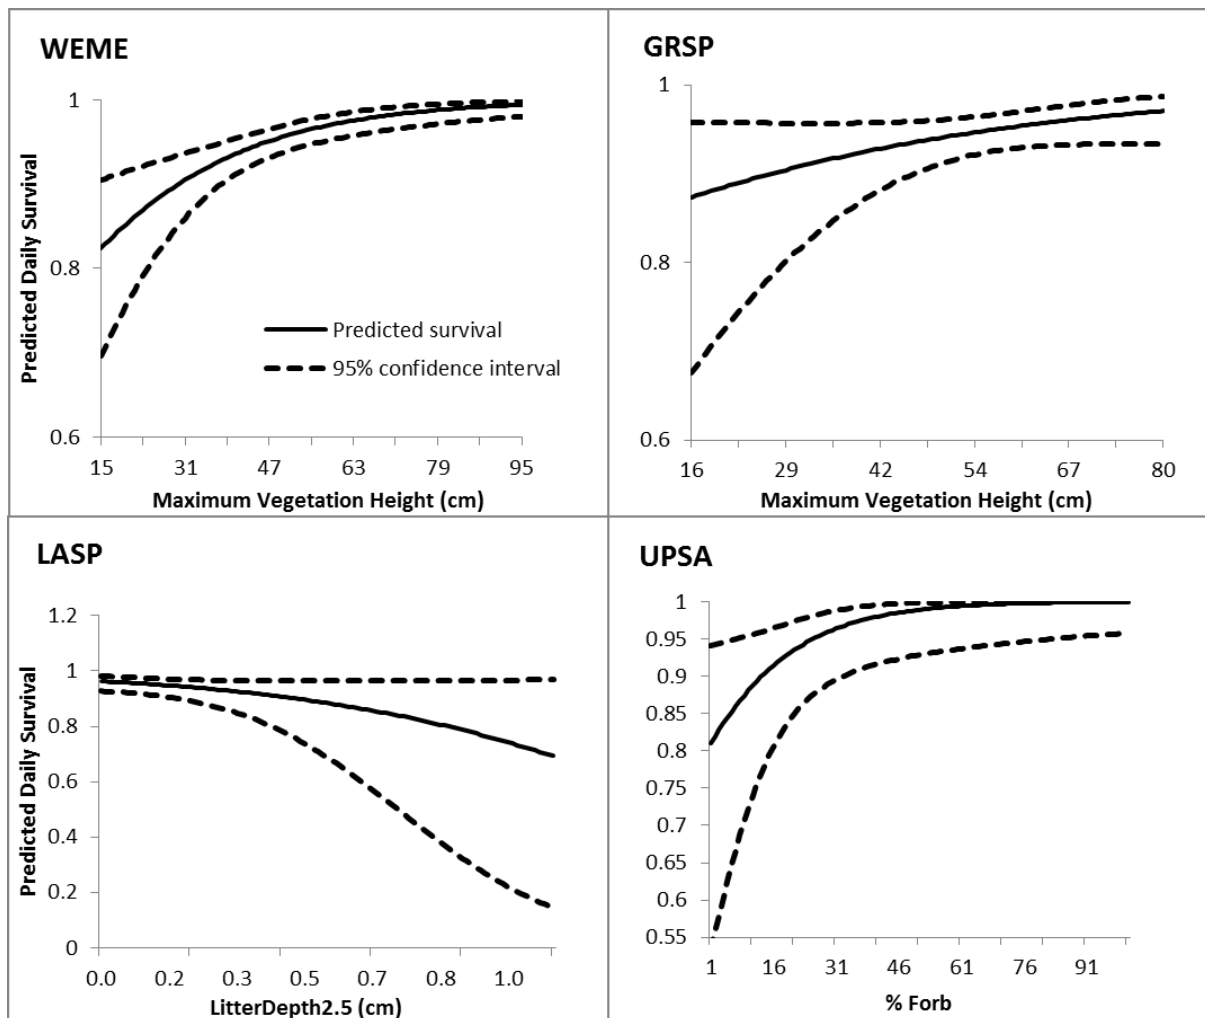 WEME
Predicted Daily Survival
1
0.8
0.6
Predicted survival
95% confidence interval
15 31 47 63 79 95
Maximum Vegetation Height (cm)
GRSP
1
0.8
0.6
16 29 42 54 67 80
Maximum Vegetation Height (cm)
LASP
Predicted Daily Survival
1.2
1
0.8
0.6
0.4
0.2
0
0.0 0.2 0.3 0.5 0.7 0.8 1.0
LitterDepth2.5 (cm)
UPSA
1
0.95
0.9
0.85
0.8
0.75
0.7
0.65
0.6
0.55
1 16 31 46 61 76 91
% Forb